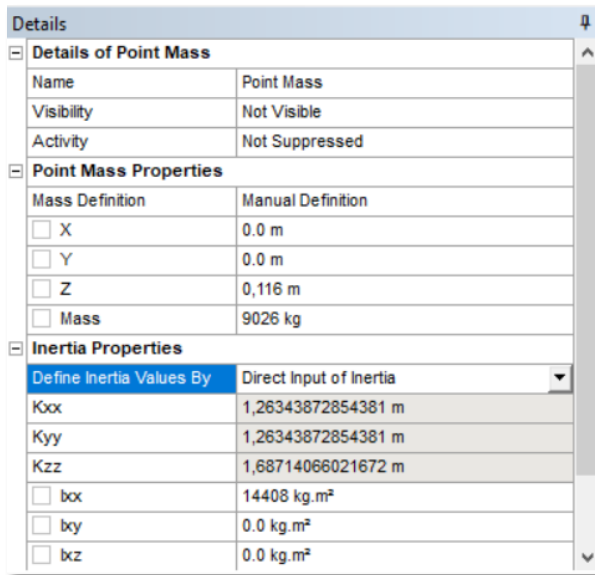 Details
Details of Point Mass
Name Point Mass
Visibility Not Visible
Activity Not Suppressed
Point Mass Properties
Mass Definition Manual Definition
X 0.0 m
Y 0.0 m
Z 0,116 m
Mass 9026 kg
Inertia Properties
Define Inertia Values By Direct Input of Inertia
Kxx 1,26343872854381 m
Kyy 1,26343872854381 m
Kzz 1,68714066021672 m
Ixx 14408 kg.m²
Ixy 0.0 kg.m²
Ixz 0.0 kg.m²